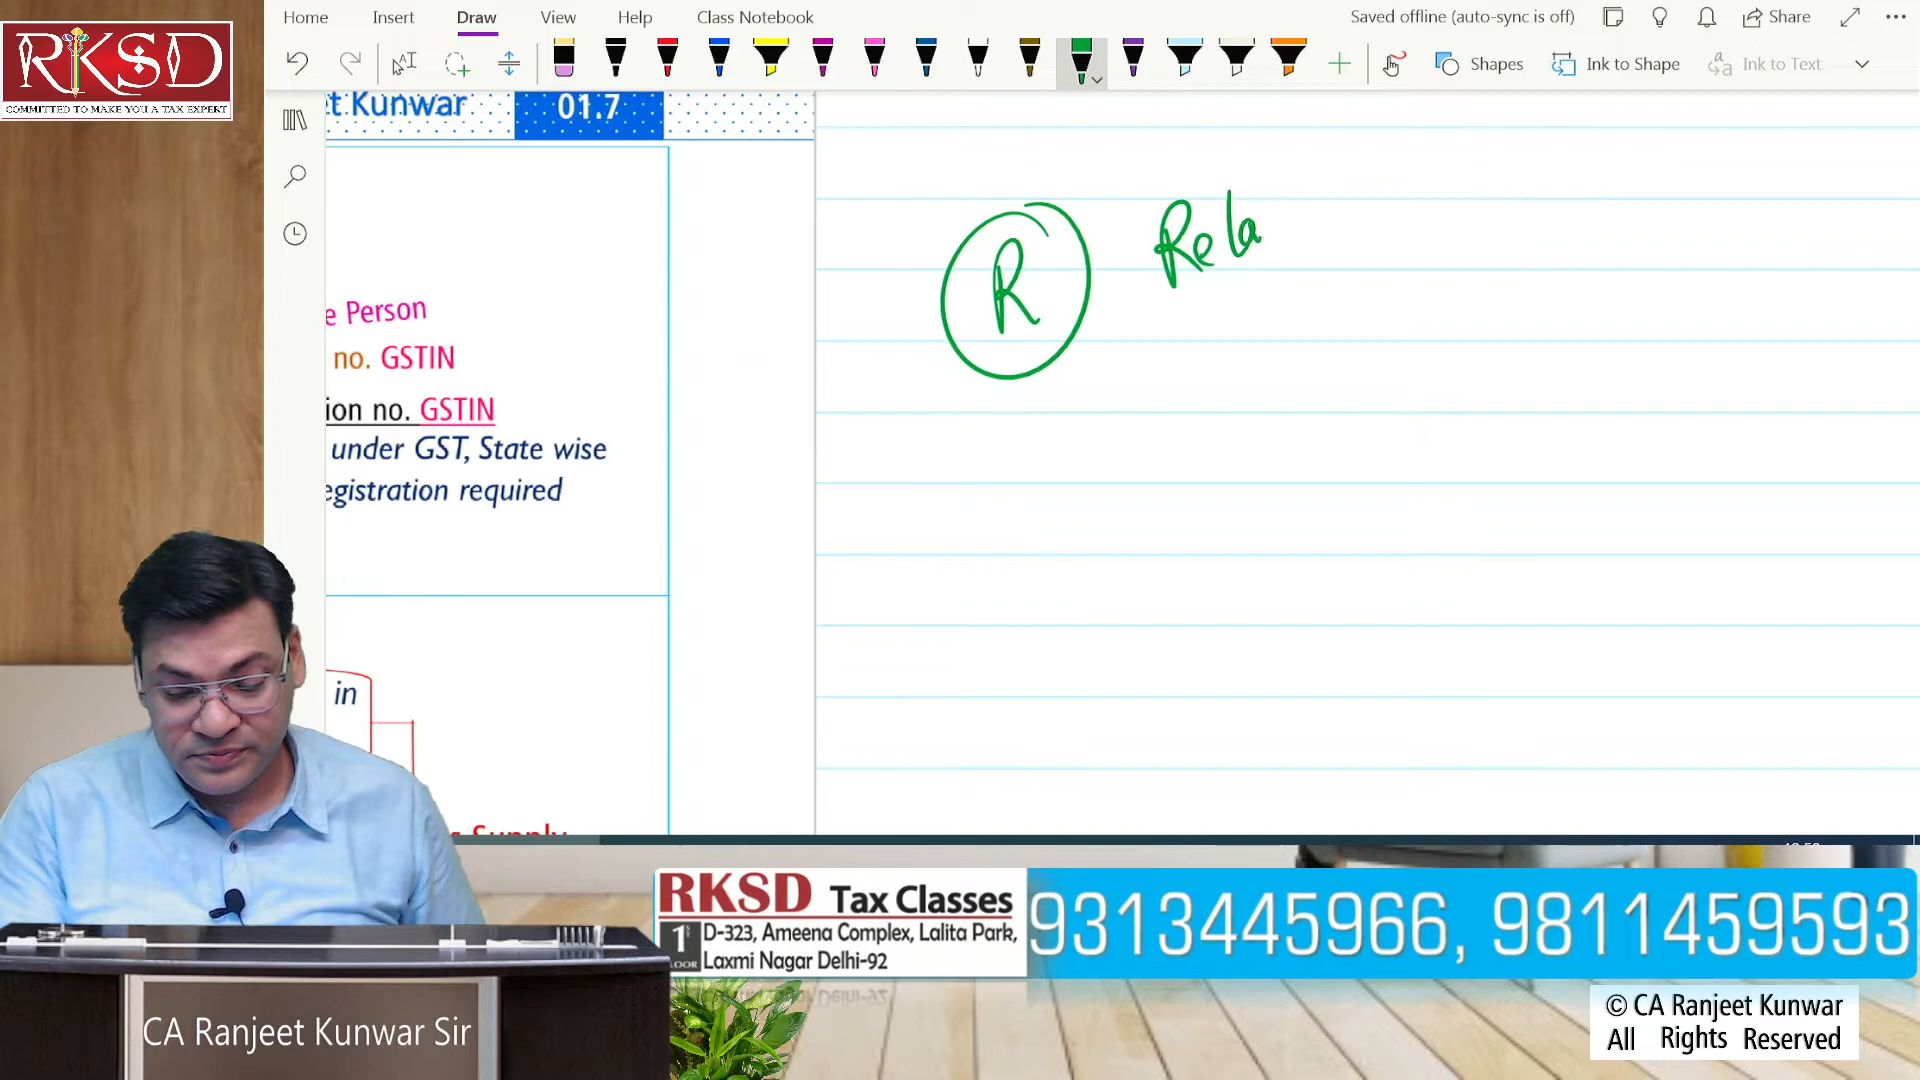 RKSD
COMMITTED TO MAKE YOU A TAX EXPERT
Home Insert Draw View Help Class Notebook
Saved offline (auto-sync is off) Share
Shapes Ink to Shape Ink to Text
t Kunwar 01.7
e Person
no. GSTIN
ion no. GSTIN
under GST, State wise
egistration required
in
s Supply
R Rela
RKSD Tax Classes
1ST FLOOR
D-323, Ameena Complex, Lalita Park,
Laxmi Nagar Delhi-92
9313445966, 9811459593
CA Ranjeet Kunwar Sir
© CA Ranjeet Kunwar
All Rights Reserved